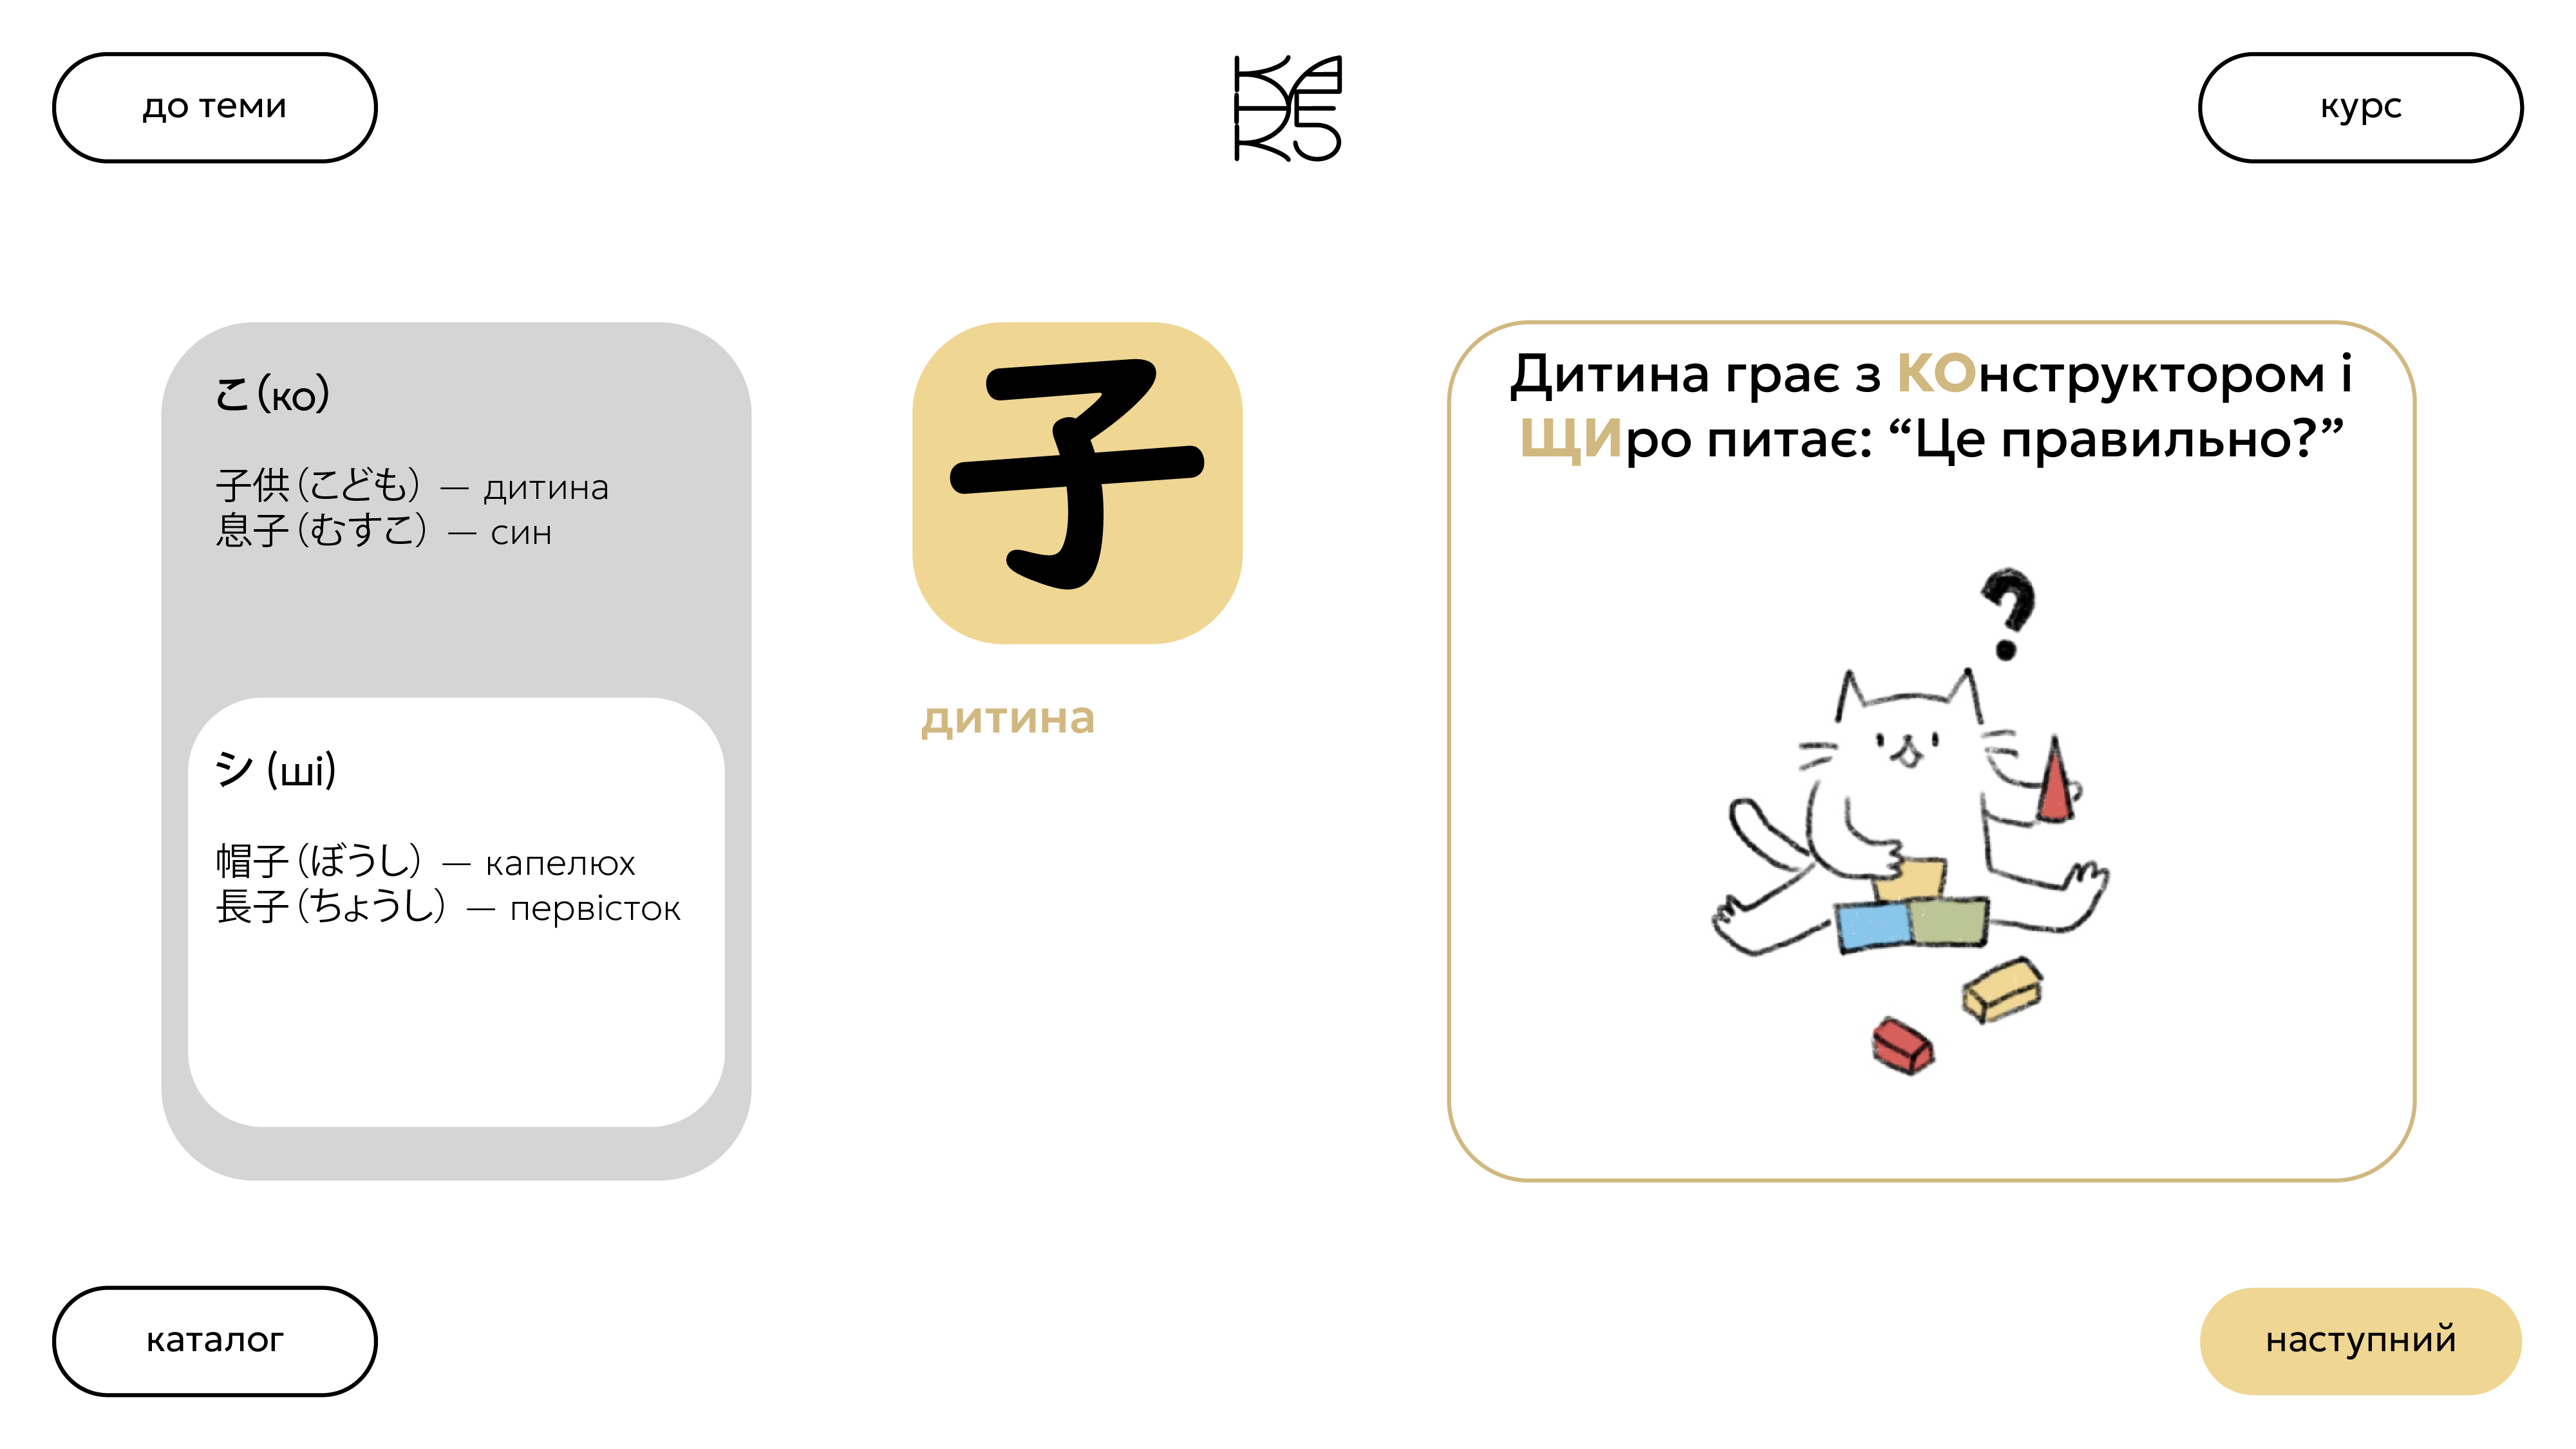 до теми
курс
こ(ко)
子供(こども) — дитина
息子(むすこ) — син
シ (ші)
帽子(ぼうし) — капелюх
長子(ちょうし) — первісток
子
дитина
Дитина грає з КОнструктором і
ЩИро питає: “Це правильно?”
?
каталог
наступний